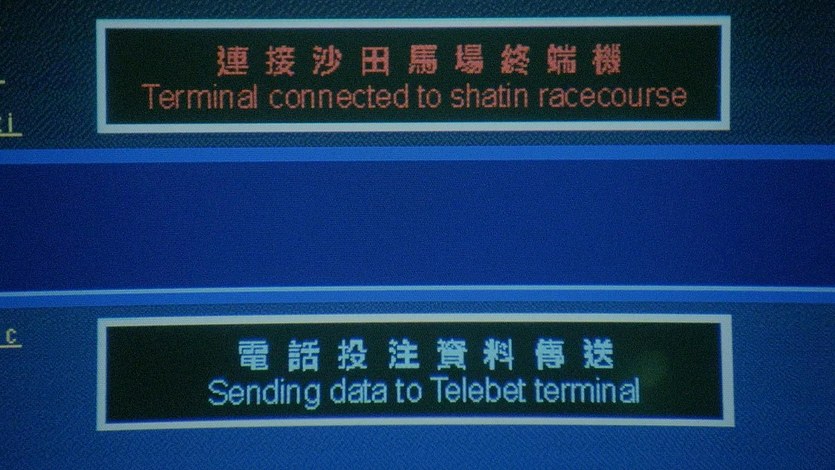 連接沙田馬場終端機
Terminal connected to shatin racecourse
電話投注資料傳送
Sending data to Telebet terminal